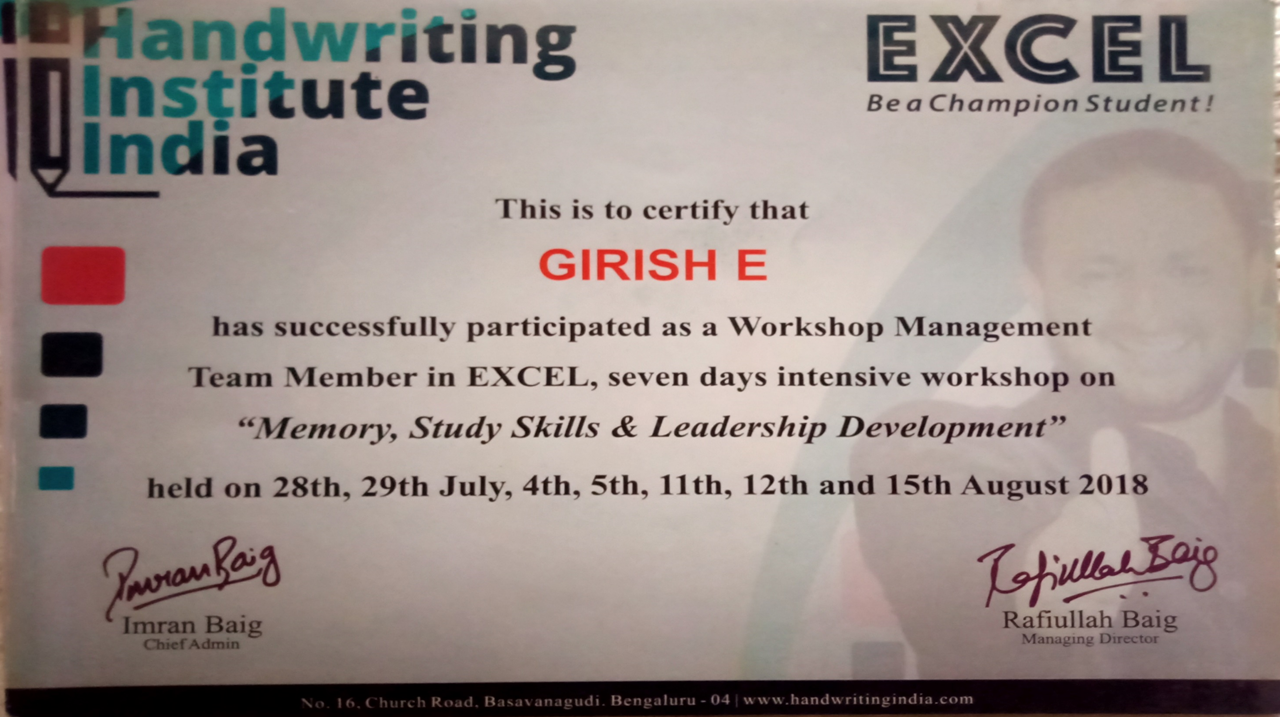 Handwriting
Institute
India
EXCEL
Be a Champion Student!
This is to certify that
GIRISH E
has successfully participated as a Workshop Management
Team Member in EXCEL, seven days intensive workshop on
“Memory, Study Skills & Leadership Development”
held on 28th, 29th July, 4th, 5th, 11th, 12th and 15th August 2018
Imran Baig
Imran Baig
Chief Admin
Rafiullah Baig
Rafiullah Baig
Managing Director
No. 16, Church Road, Basavanagudi, Bengaluru - 04 | www.handwritingindia.com